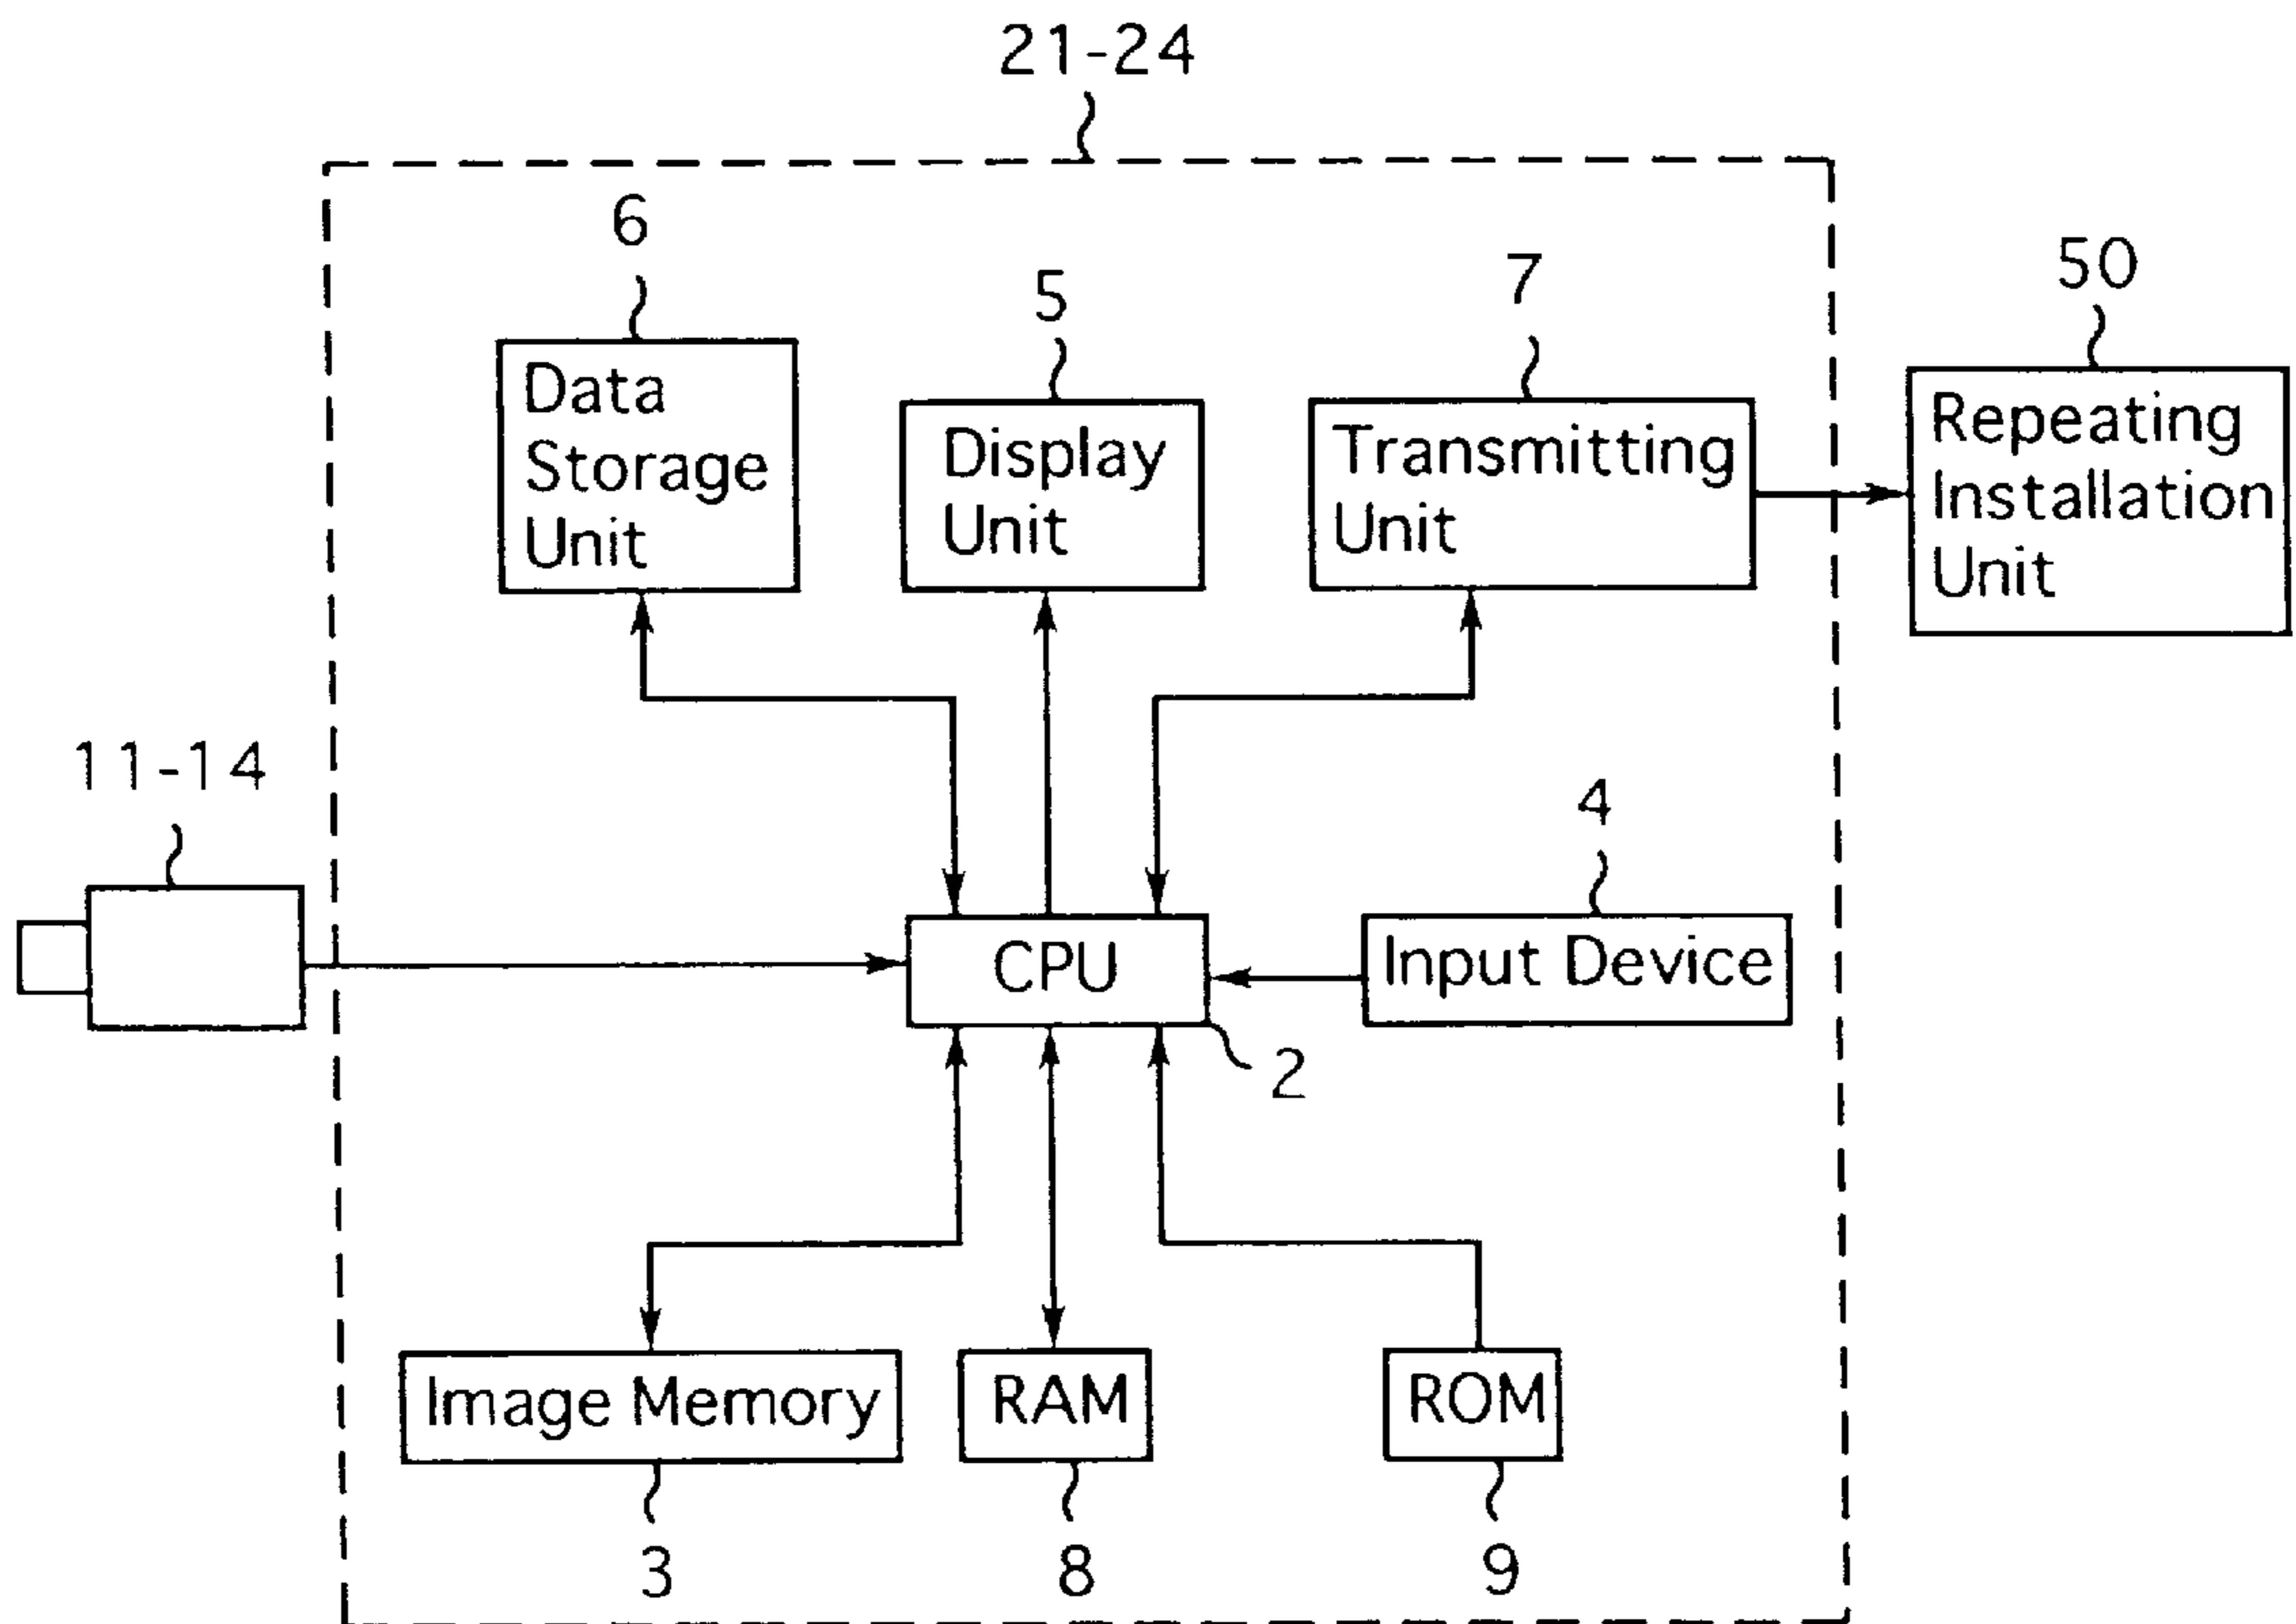 21-24
6
5
7
50
Data
Storage
Unit
Display
Unit
Transmitting
Unit
Repeating
Installation
Unit
11-14
4
CPU
Input Device
2
Image Memory
RAM
ROM
3
8
9